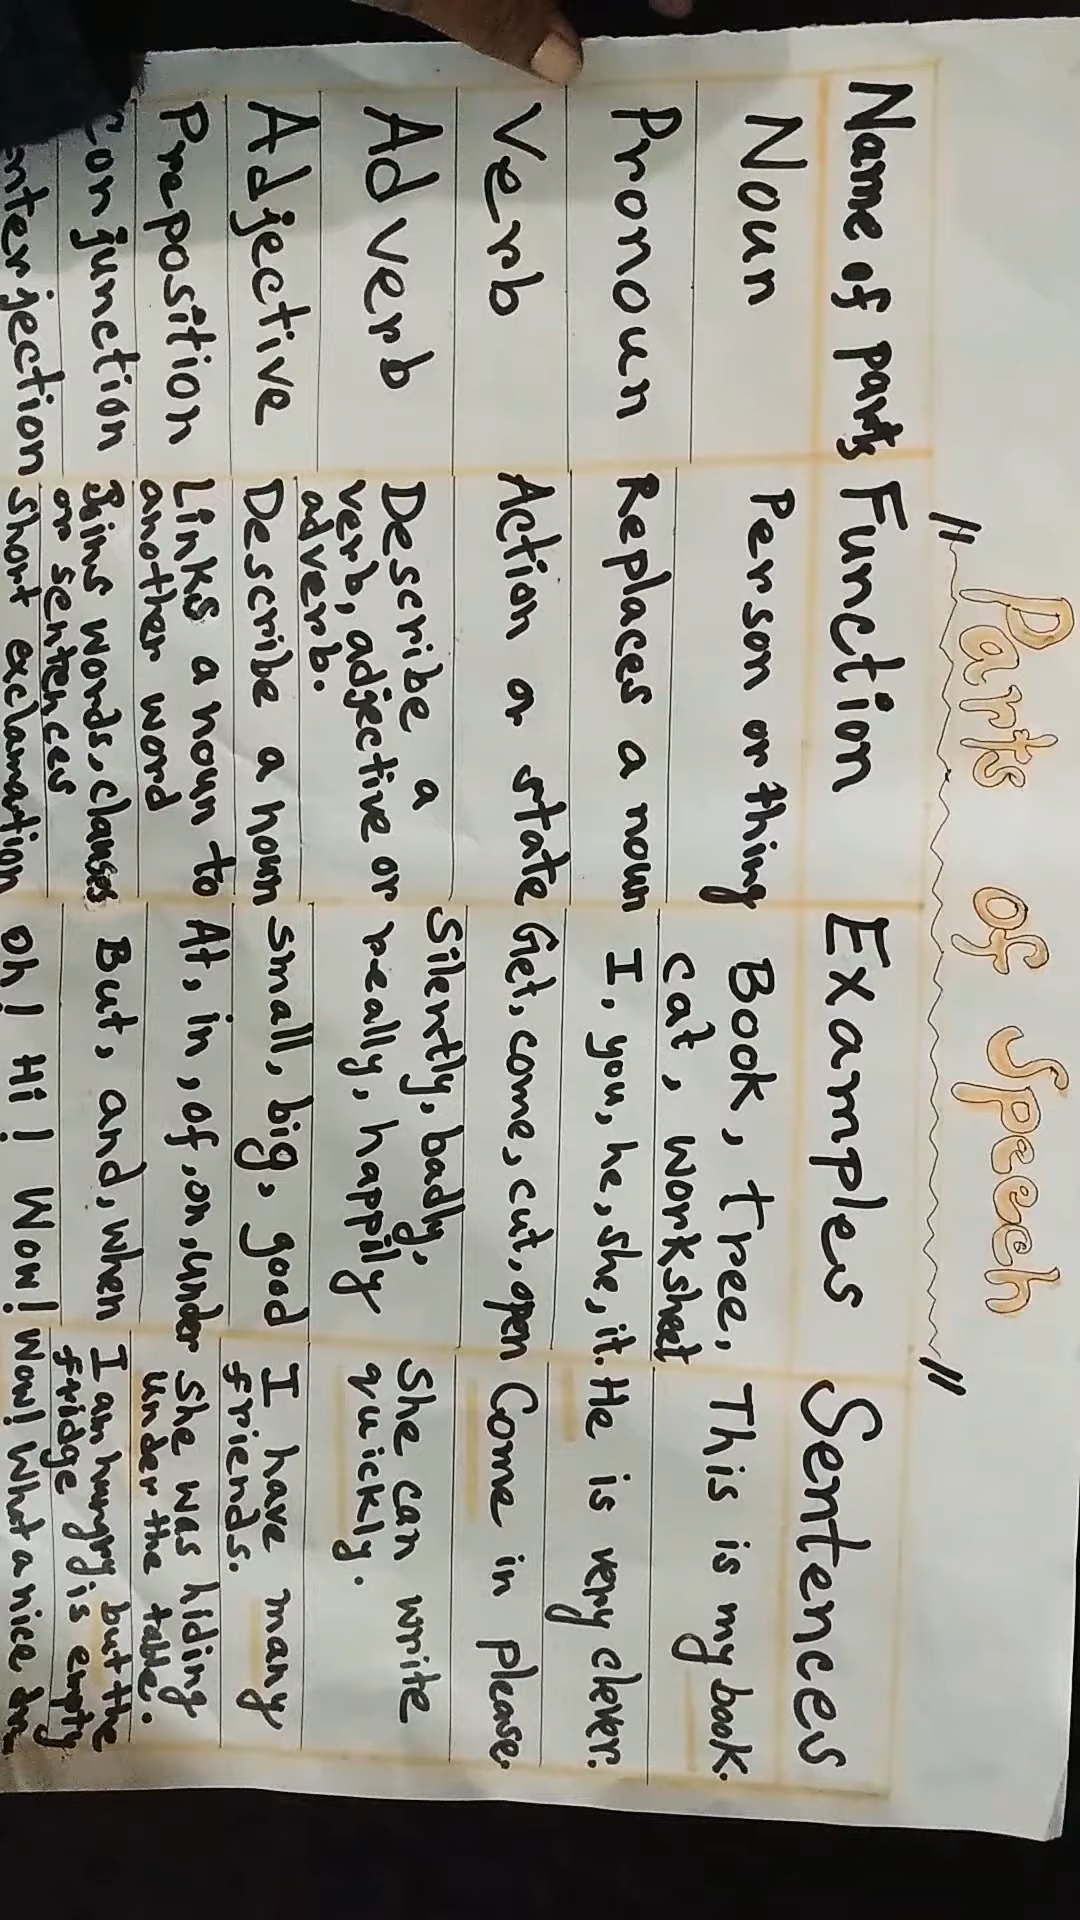 "Parts of Speech"
Name of parts Function Examples Sentences
Noun Person or thing Book, tree, This is my book.
cat, worksheet
Pronoun Replaces a noun I, you, he, she, it. He is very clever.
Verb Action or state Get, come, cut, open Come in please.
Adverb Describe a Silently, badly, She can write
verb, adjective or really, happily quickly.
adverb.
Adjective Describe a noun small, big, good I have many
friends.
Preposition Links a noun to At, in, of, on, under She was hiding
another word under the table.
Conjunction Joins words, clauses But, and, when I am hungry but the
or sentences fridge is emty
nterjection Short exclamation Oh! Hi! Wow! Wow! What a nice